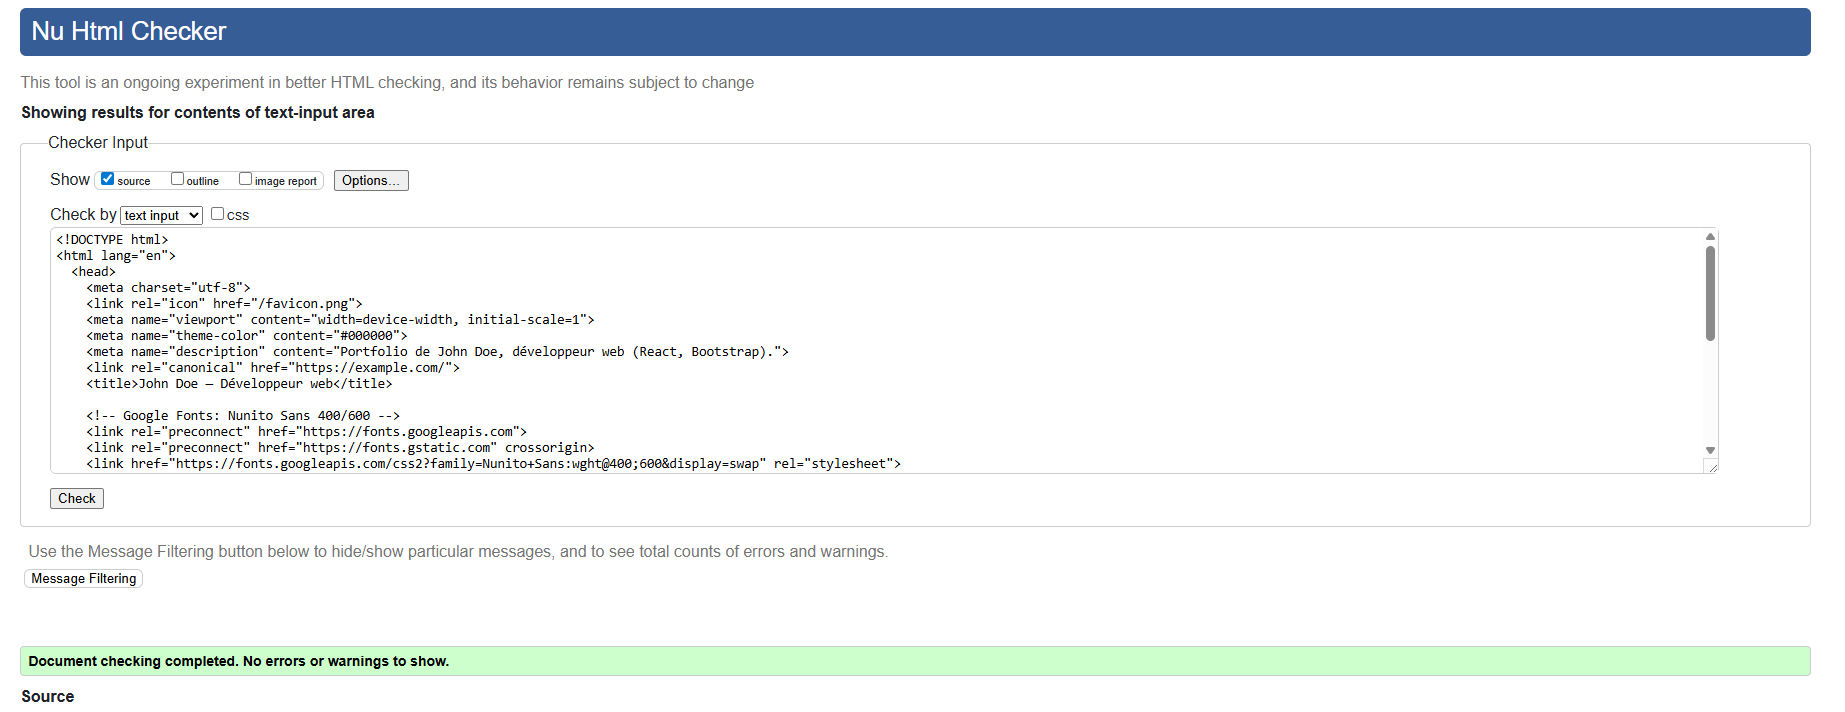 Nu Html Checker
This tool is an ongoing experiment in better HTML checking, and its behavior remains subject to change
Showing results for contents of text-input area
Checker Input
Show source outline image report Options...
Check by text input css
<!DOCTYPE html>
<html lang="en">
  <head>
    <meta charset="utf-8">
    <link rel="icon" href="/favicon.png">
    <meta name="viewport" content="width=device-width, initial-scale=1">
    <meta name="theme-color" content="#000000">
    <meta name="description" content="Portfolio de John Doe, développeur web (React, Bootstrap).">
    <link rel="canonical" href="https://example.com/">
    <title>John Doe – Développeur web</title>
    <!-- Google Fonts: Nunito Sans 400/600 -->
    <link rel="preconnect" href="https://fonts.googleapis.com">
    <link rel="preconnect" href="https://fonts.gstatic.com" crossorigin>
    <link href="https://fonts.googleapis.com/css2?family=Nunito+Sans:wght@400;600&display=swap" rel="stylesheet">
Check
Use the Message Filtering button below to hide/show particular messages, and to see total counts of errors and warnings.
Message Filtering
Document checking completed. No errors or warnings to show.
Source